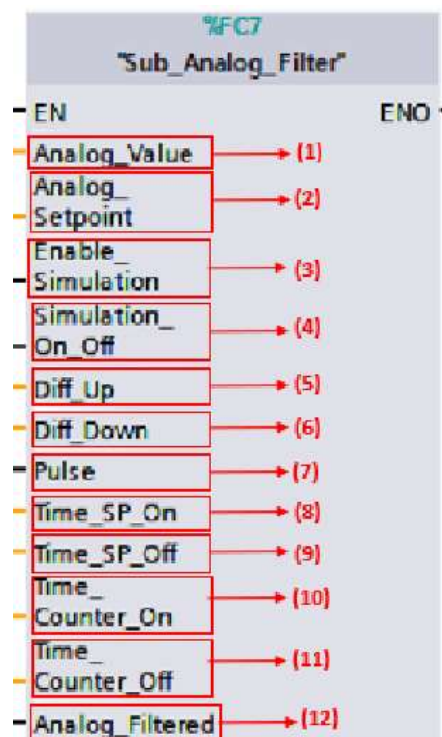 %FC7
"Sub_Analog_Filter"
EN ENO
Analog_Value (1)
Analog_
Setpoint (2)
Enable_
Simulation (3)
Simulation_
On_Off (4)
Diff_Up (5)
Diff_Down (6)
Pulse (7)
Time_SP_On (8)
Time_SP_Off (9)
Time_
Counter_On (10)
Time_
Counter_Off (11)
Analog_Filtered (12)